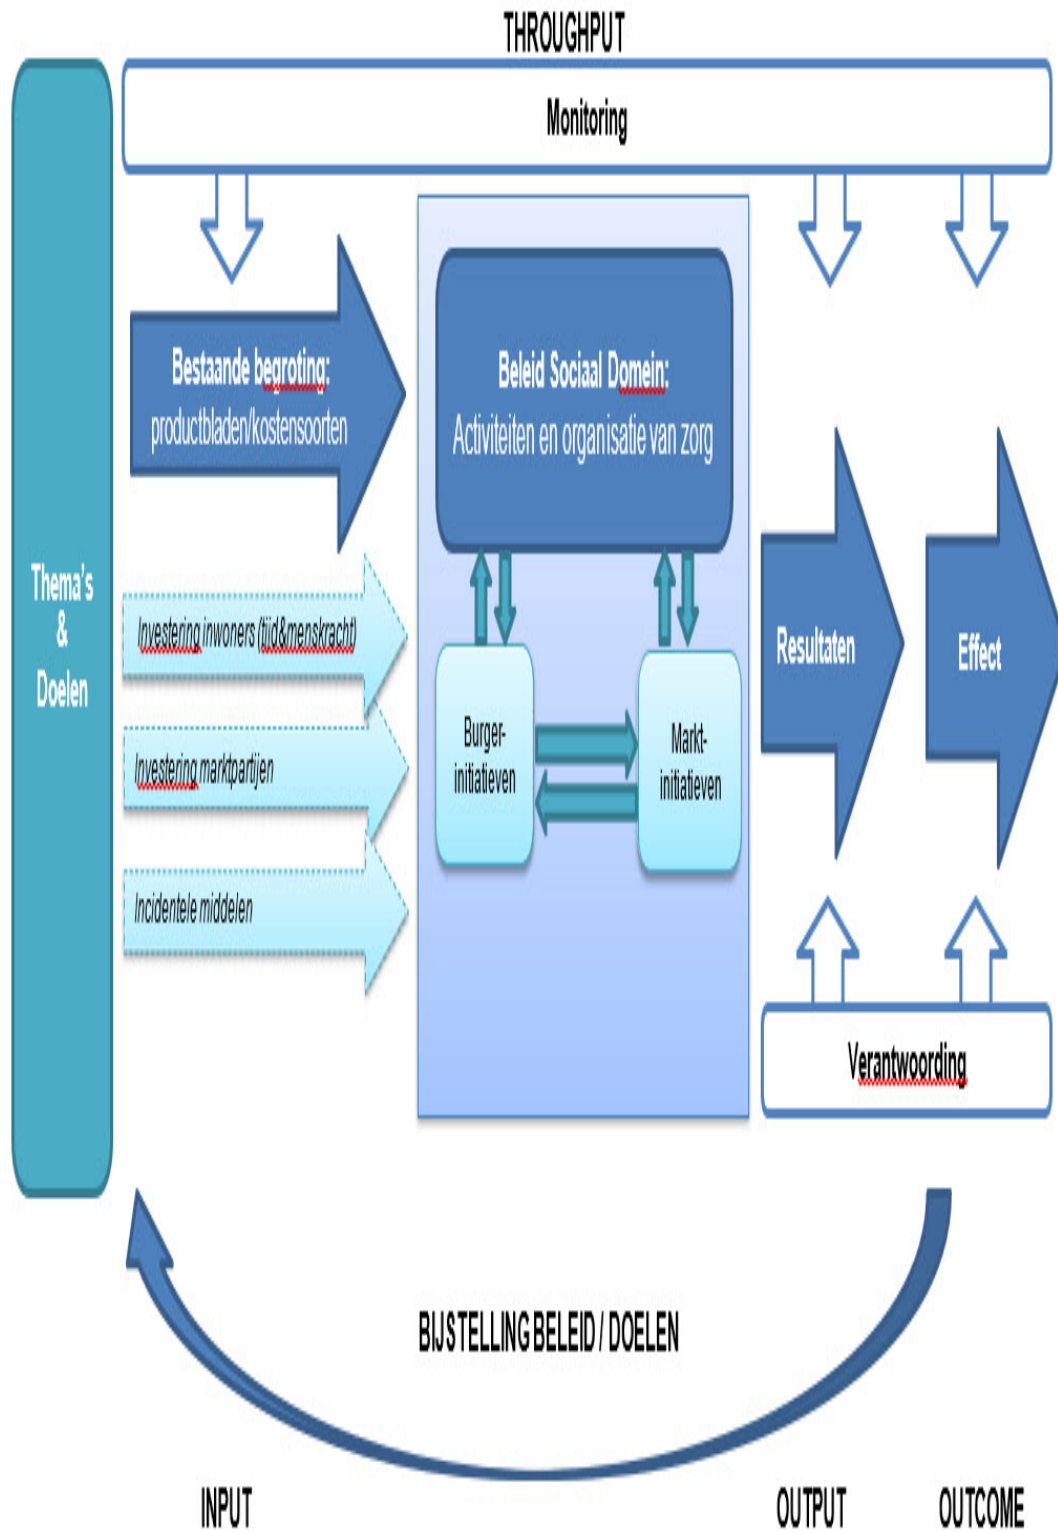 THROUGHPUT
Monitoring
Bestaande begroting:
productbladen/kostensoorten
Beleid Sociaal Domein:
Activiteiten en organisatie van zorg
Thema's
&
Doelen
Investering inwoners (tijd&menskracht)
Investering marktpartijen
Incidentele middelen
Burger-
initiatieven
Markt-
initiatieven
Resultaten
Effect
Verantwoording
BIJSTELLING BELEID / DOELEN
INPUT
OUTPUT
OUTCOME